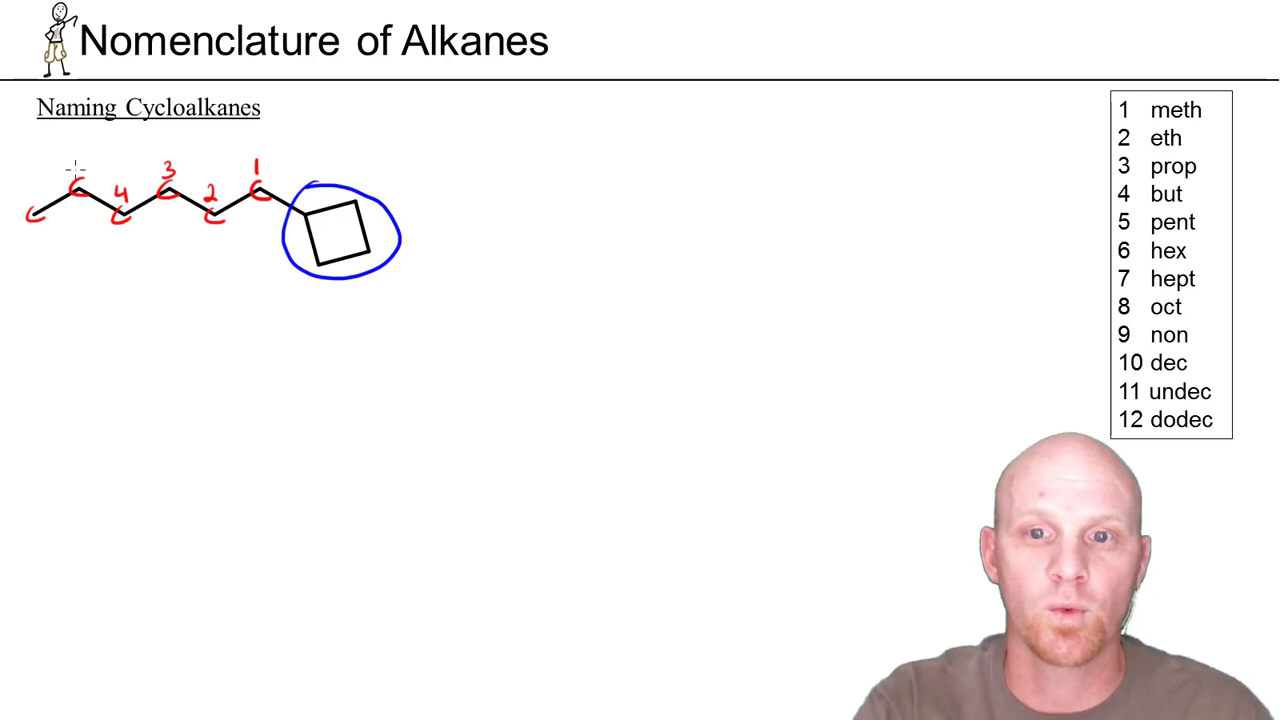 Nomenclature of Alkanes
Naming Cycloalkanes
4 3 2 1
1 meth
2 eth
3 prop
4 but
5 pent
6 hex
7 hept
8 oct
9 non
10 dec
11 undec
12 dodec